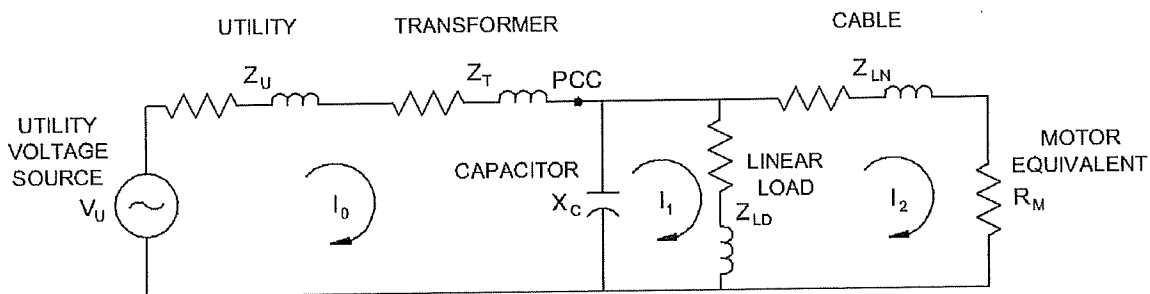 UTILITY
TRANSFORMER
CABLE
Z_U
Z_T
PCC
Z_LN
UTILITY
VOLTAGE
SOURCE
V_U
I_0
CAPACITOR
X_C
I_1
LINEAR
LOAD
Z_LD
I_2
MOTOR
EQUIVALENT
R_M